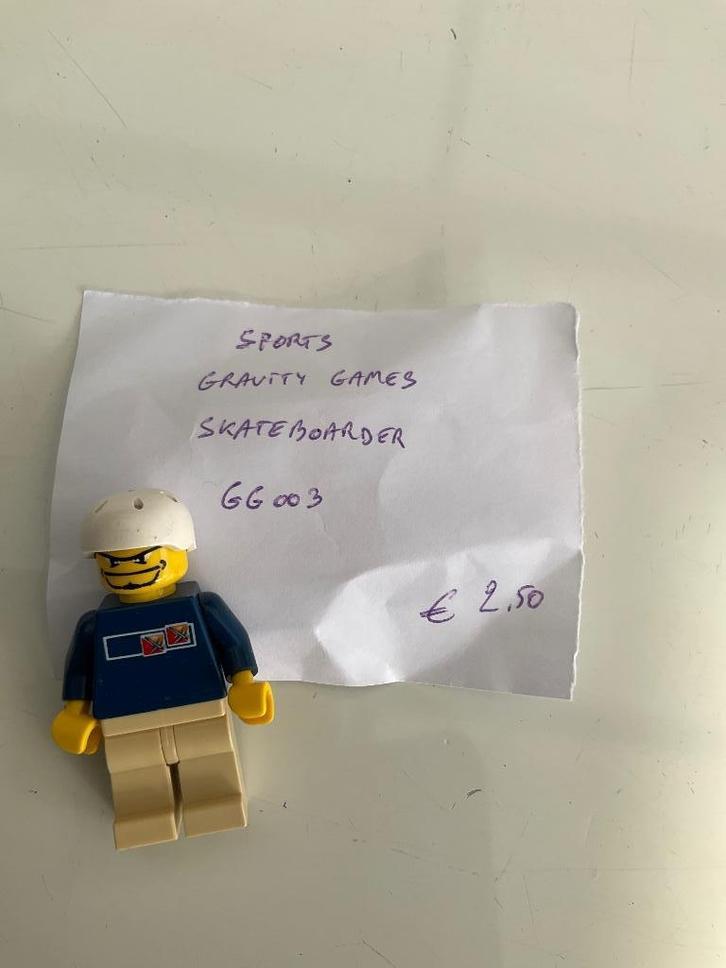 SPORTS
GRAVITY GAMES
SKATEBOARDER
GG003
€ 2,50